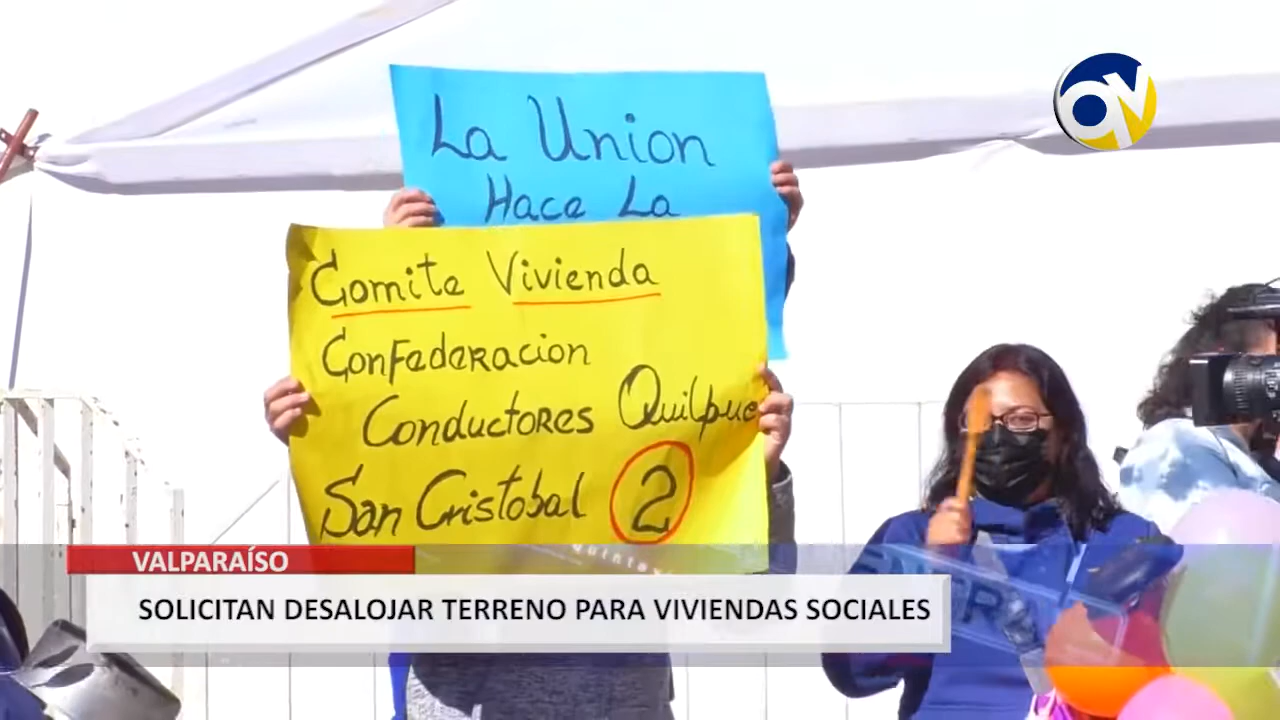 La Union
Hace La
Comite Vivienda
Confederacion
Conductores Quilpue
San Cristobal 2
VALPARAÍSO
SOLICITAN DESALOJAR TERRENO PARA VIVIENDAS SOCIALES